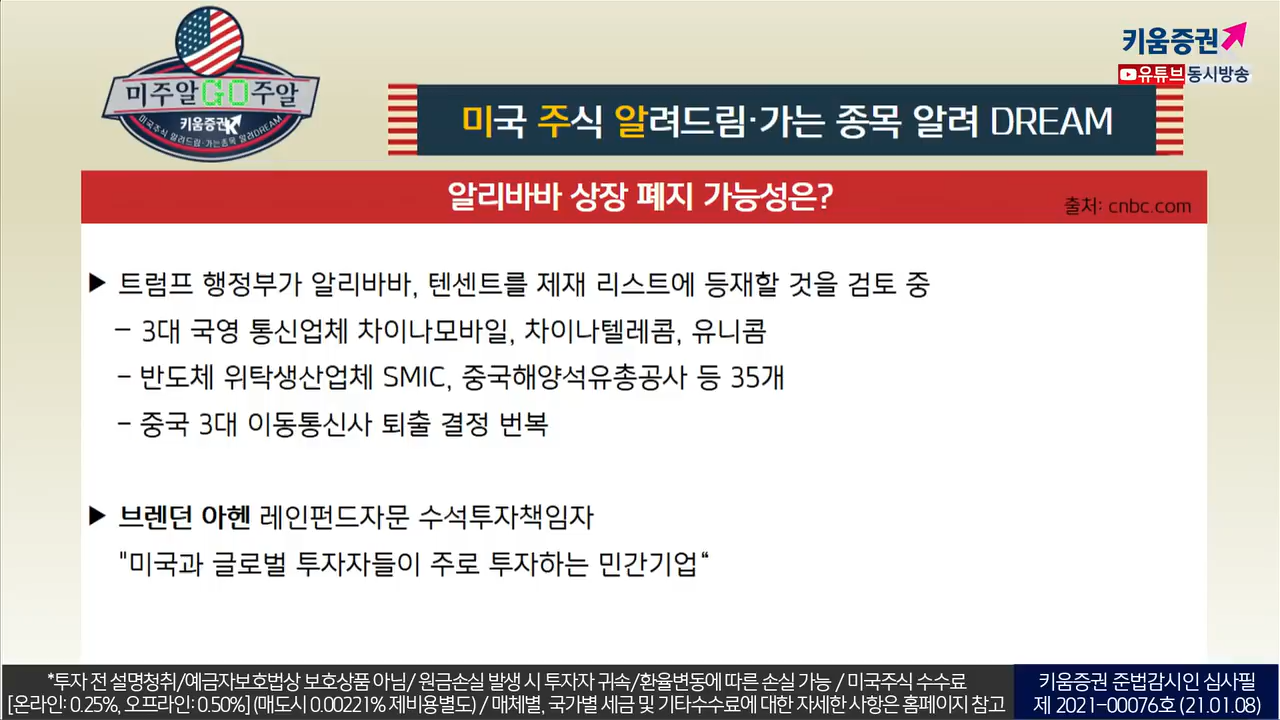 미주알GO주알
키움증권
미국주식 알려드림·가는종목 알려DREAM
키움증권
유튜브동시방송
미국 주식 알려드림·가는 종목 알려 DREAM
알리바바 상장 폐지 가능성은?
출처: cnbc.com
▶ 트럼프 행정부가 알리바바, 텐센트를 제재 리스트에 등재할 것을 검토 중
– 3대 국영 통신업체 차이나모바일, 차이나텔레콤, 유니콤
– 반도체 위탁생산업체 SMIC, 중국해양석유총공사 등 35개
– 중국 3대 이동통신사 퇴출 결정 번복
▶ 브렌던 아헨 레인펀드자문 수석투자책임자
"미국과 글로벌 투자자들이 주로 투자하는 민간기업“
*투자 전 설명청취/예금자보호법상 보호상품 아님/ 원금손실 발생 시 투자자 귀속/환율변동에 따른 손실 가능 / 미국주식 수수료
[온라인: 0.25%, 오프라인: 0.50%] (매도시 0.00221% 제비용별도) / 매체별, 국가별 세금 및 기타수수료에 대한 자세한 사항은 홈페이지 참고
키움증권 준법감시인 심사필
제 2021-00076호 (21.01.08)